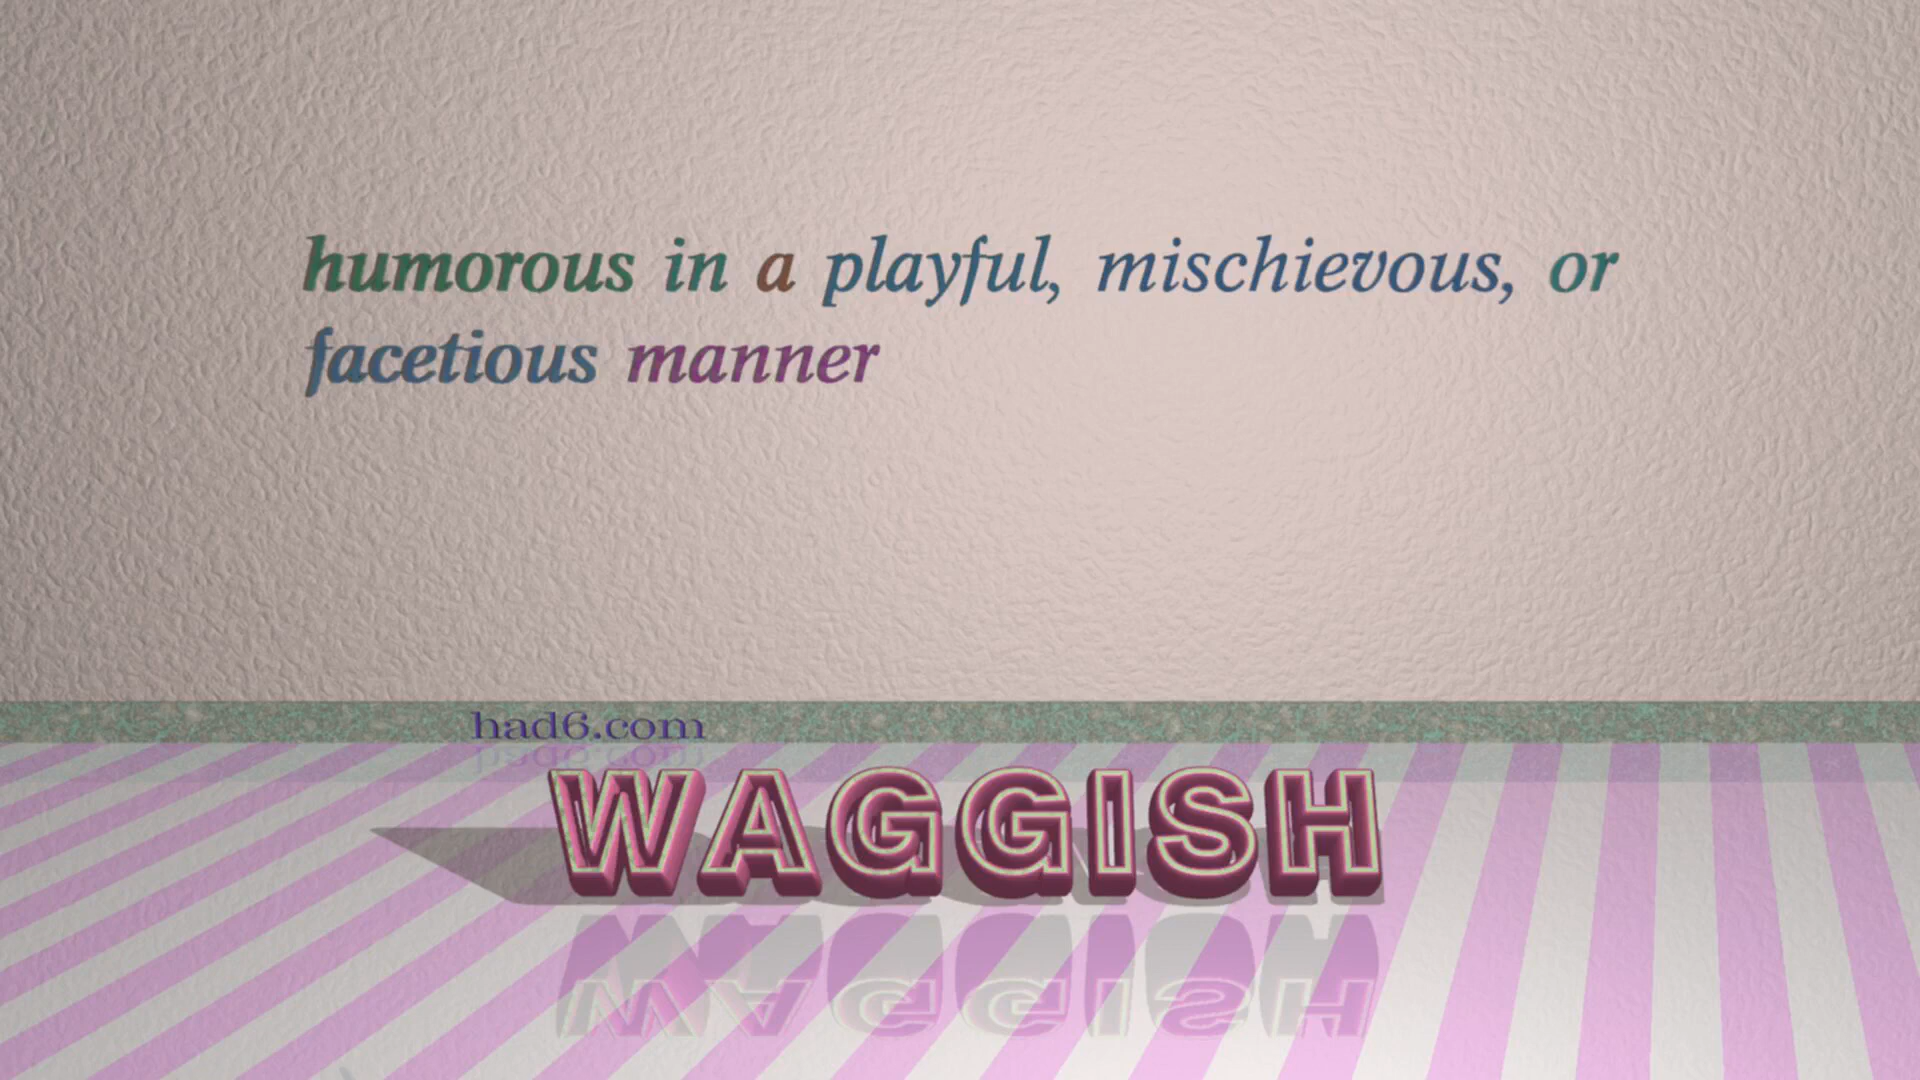 humorous in a playful, mischievous, or
facetious manner
had6.com
WAGGISH